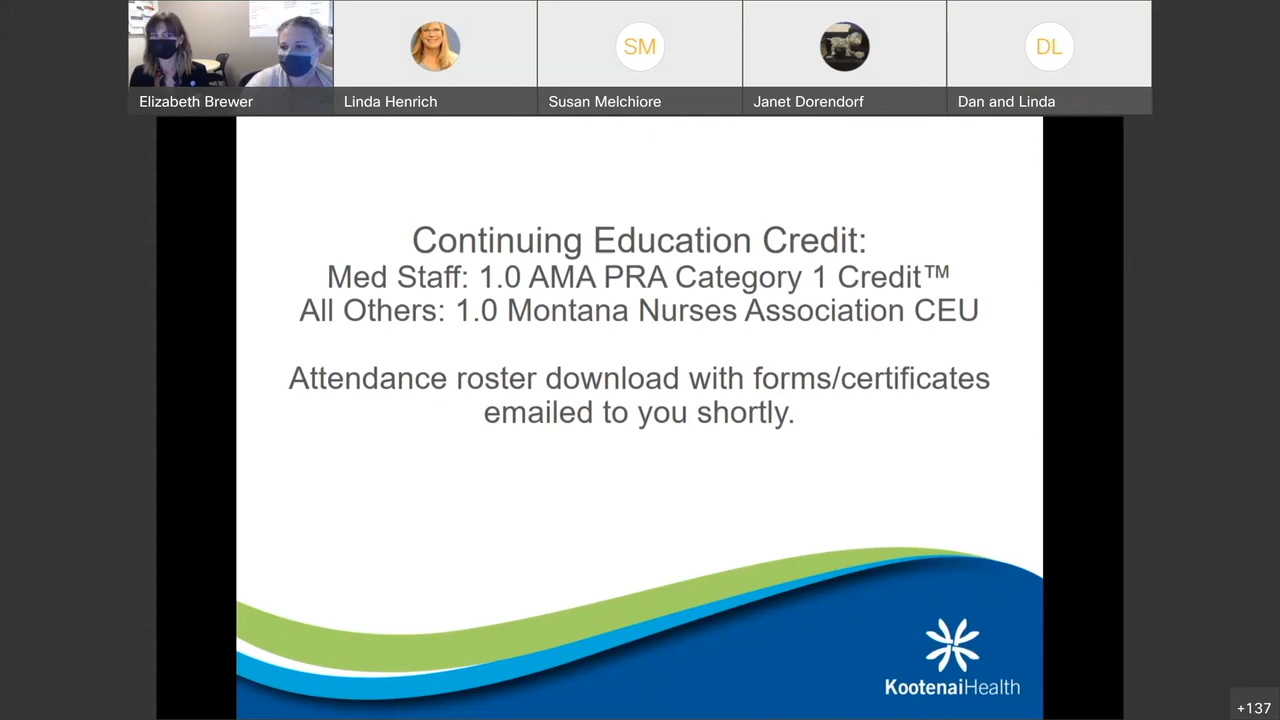 Elizabeth Brewer
Linda Henrich
SM
Susan Melchiore
Janet Dorendorf
DL
Dan and Linda
Continuing Education Credit:
Med Staff: 1.0 AMA PRA Category 1 Credit™
All Others: 1.0 Montana Nurses Association CEU
Attendance roster download with forms/certificates
emailed to you shortly.
KootenaiHealth
+137